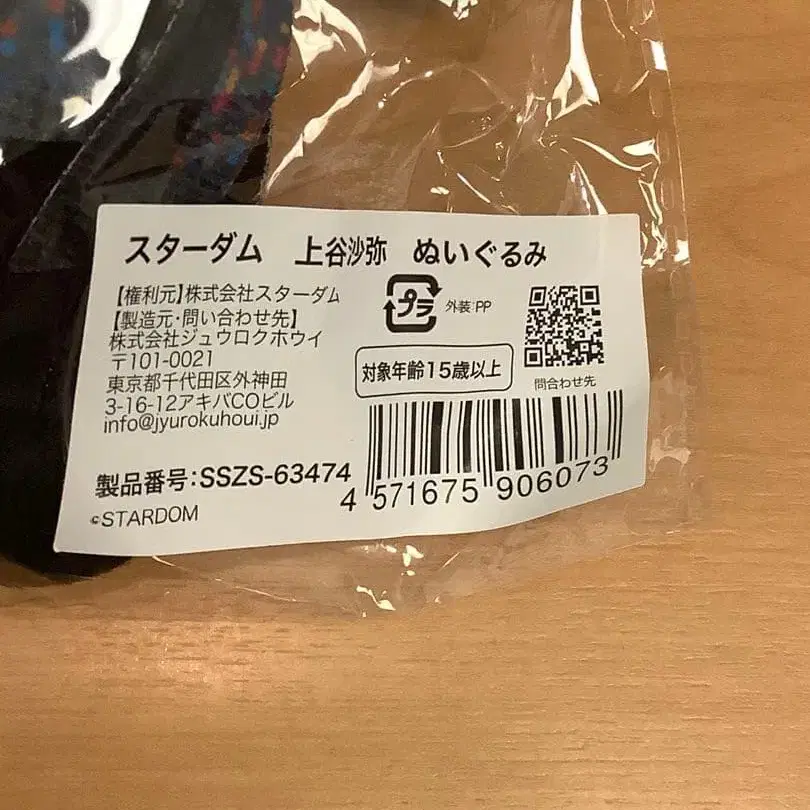 スターダム 上谷沙弥 ぬいぐるみ
【権利元】株式会社スターダム
【製造元・問い合わせ先】
株式会社ジュウロクホウイ
〒101-0021
東京都千代田区外神田
3-16-12アキバCOビル
info@jyurokuhoui.jp
プラ
外装:PP
対象年齢15歳以上
問合わせ先
製品番号:SSZS-63474
4 571675 906073
©STARDOM